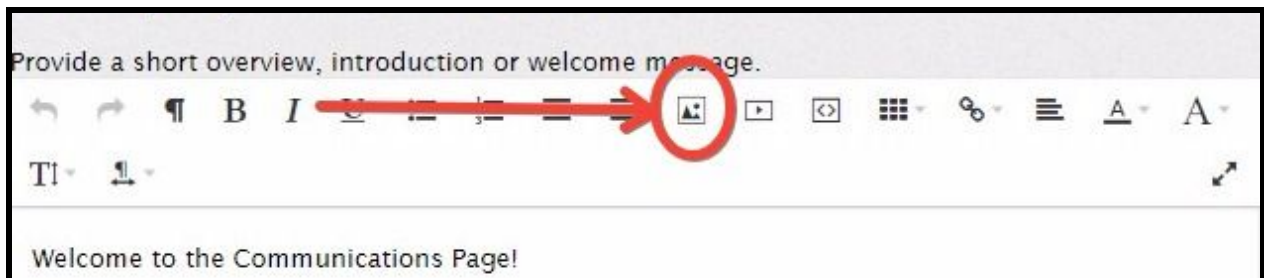 Provide a short overview, introduction or welcome message.
¶ B I U A A
T ¶
Welcome to the Communications Page!